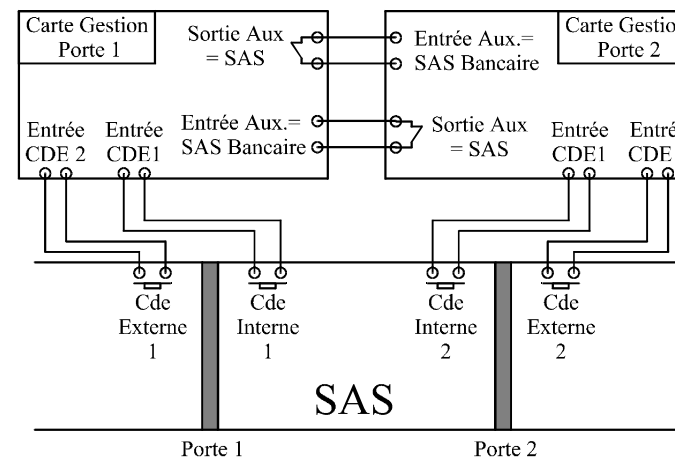 Carte Gestion
Porte 1
Sortie Aux
= SAS
Entrée Aux.=
SAS Bancaire
Carte Gestio
Porte 2
Entrée
CDE 2
Entrée
CDE1
Entrée Aux.=
SAS Bancaire
Sortie Aux
= SAS
Entrée
CDE1
Entré
CDE
Cde
Externe
1
Cde
Interne
1
Cde
Interne
2
Cde
Externe
2
SAS
Porte 1
Porte 2